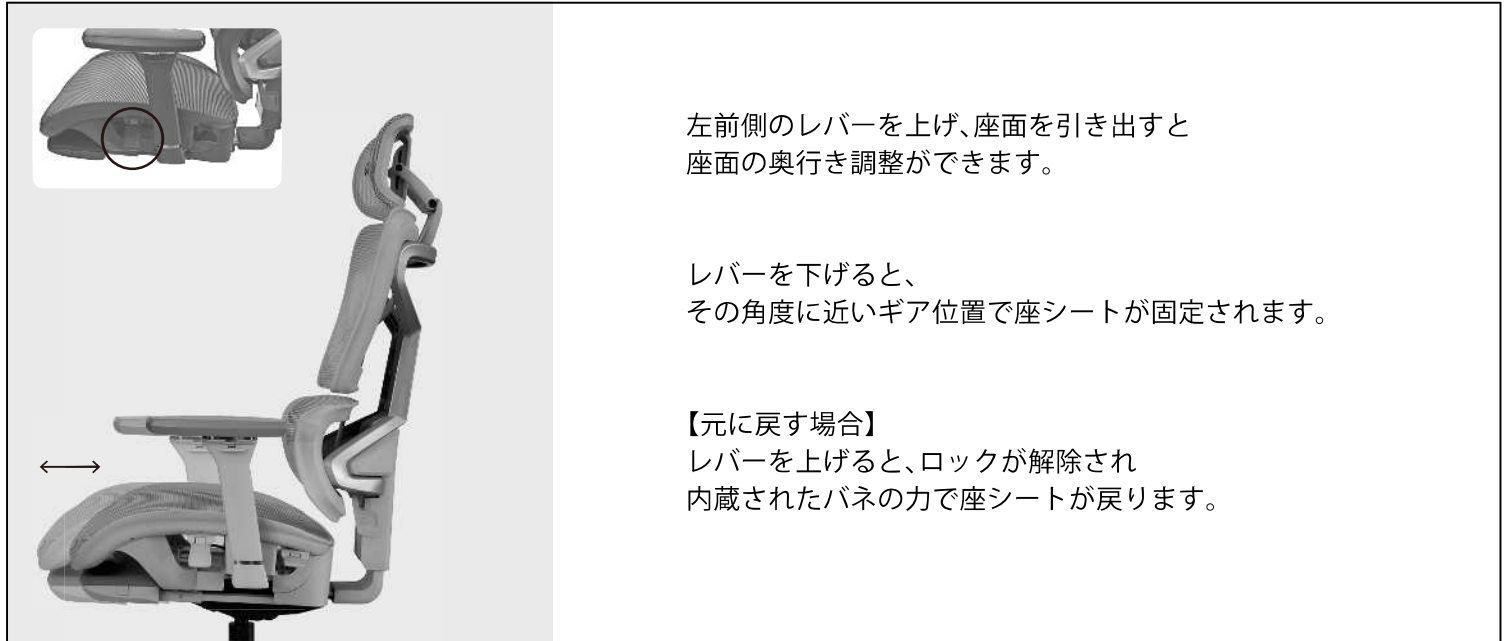 左前側のレバーを上げ、座面を引き出すと
座面の奥行き調整ができます。
レバーを下げると、
その角度に近いギア位置で座シートが固定されます。
【元に戻す場合】
レバーを上げると、ロックが解除され
内蔵されたバネの力で座シートが戻ります。